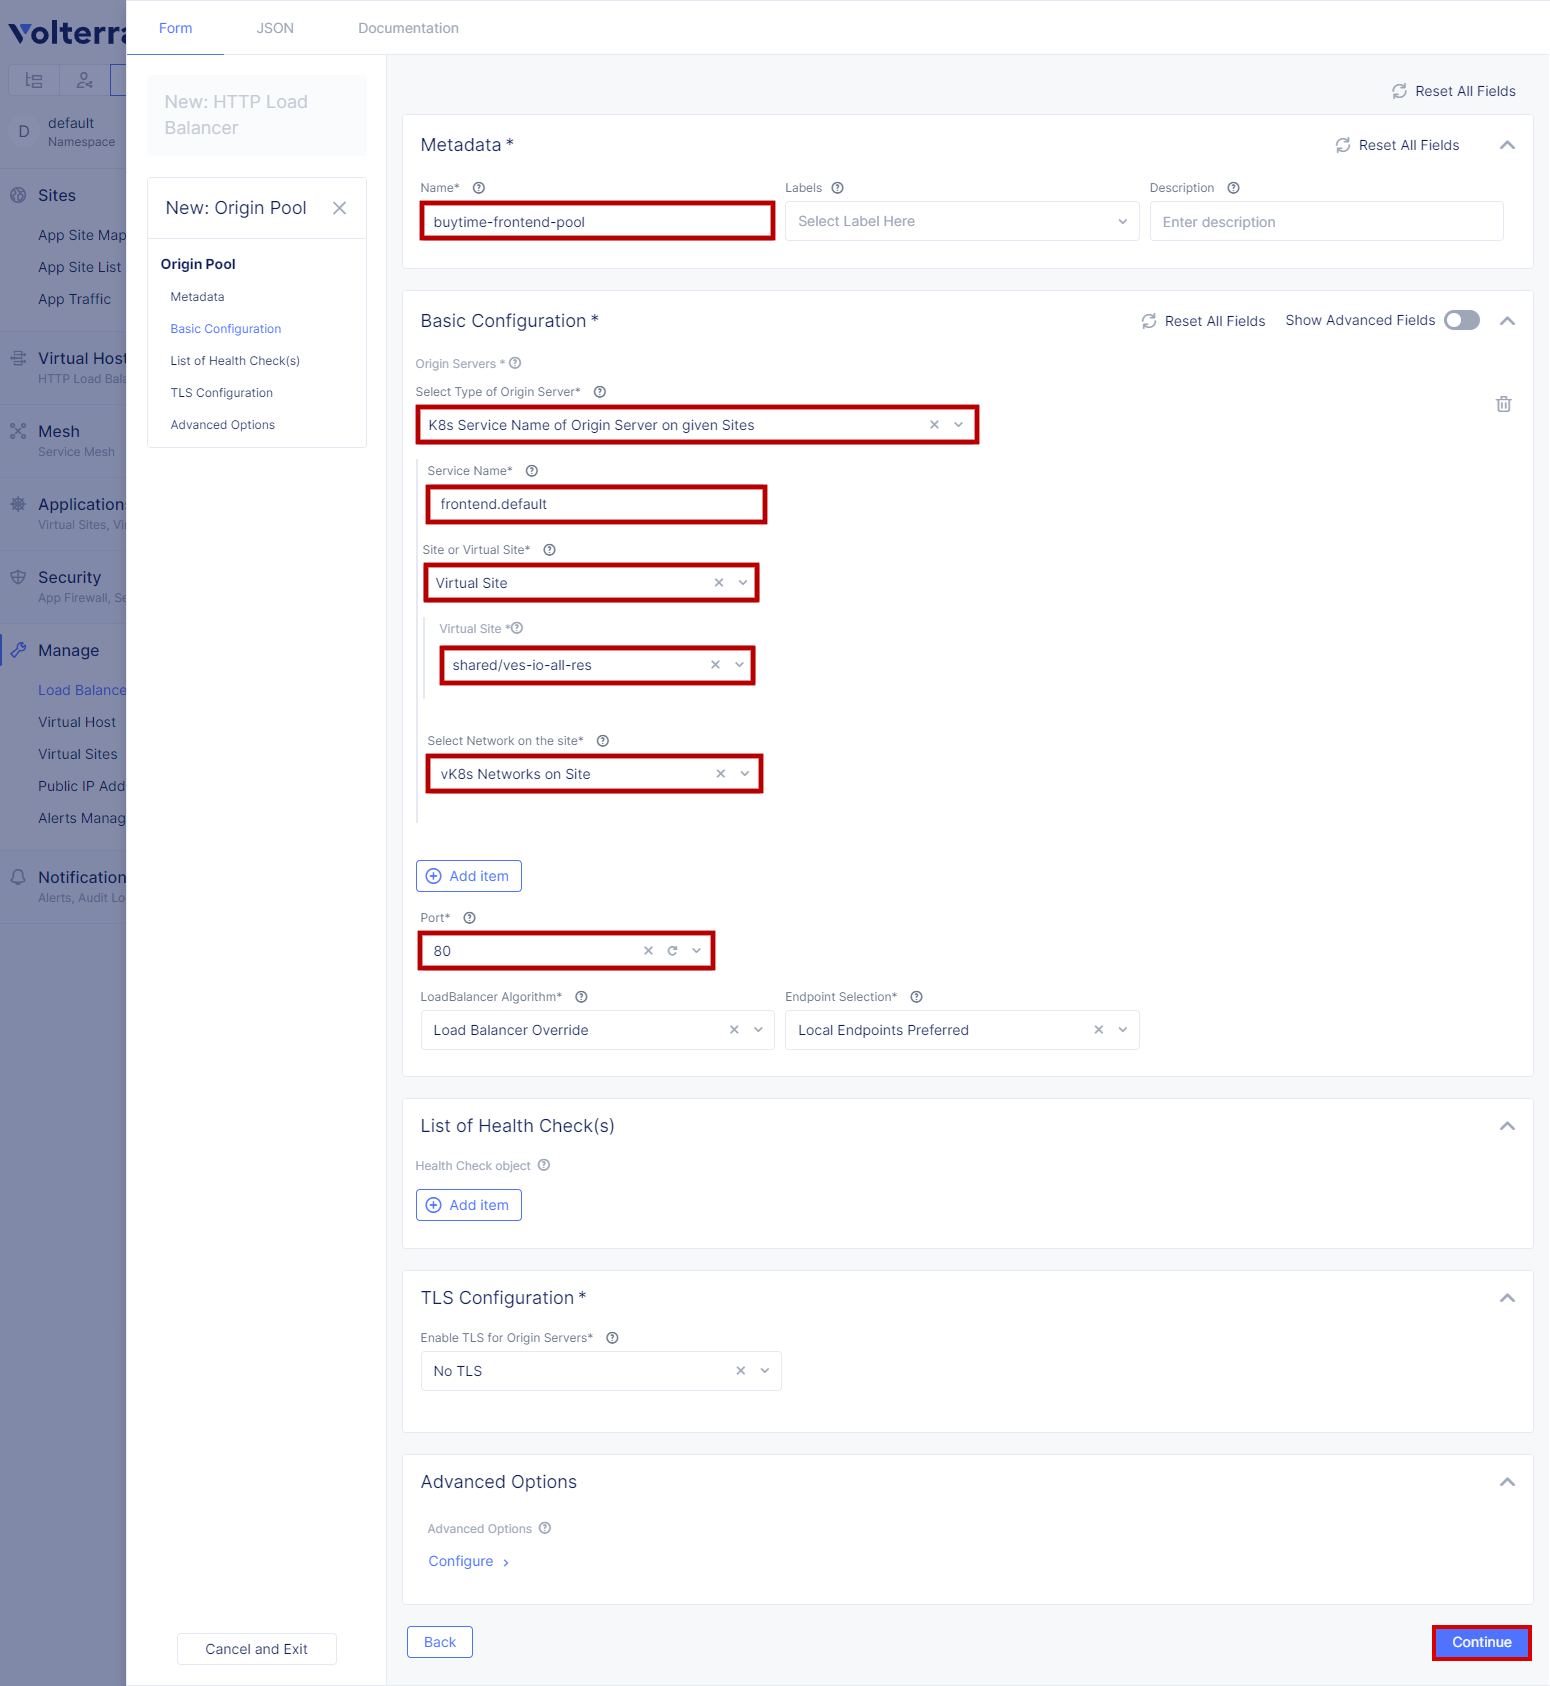 Volterra
D
default
Namespace
Sites
App Site Map
App Site List
App Traffic
Virtual Host
HTTP Load Bala
Mesh
Service Mesh
Applications
Virtual Sites, Vi
Security
App Firewall, Se
Manage
Load Balance
Virtual Host
Virtual Sites
Public IP Add
Alerts Manag
Notification
Alerts, Audit Lo
Form
JSON
Documentation
New: HTTP Load
Balancer
New: Origin Pool
Origin Pool
Metadata
Basic Configuration
List of Health Check(s)
TLS Configuration
Advanced Options
Cancel and Exit
Reset All Fields
Metadata *
Reset All Fields
Name*
Labels
Description
buytime-frontend-pool
Select Label Here
Enter description
Basic Configuration *
Reset All Fields
Show Advanced Fields
Origin Servers *
Select Type of Origin Server*
K8s Service Name of Origin Server on given Sites
Service Name*
frontend.default
Site or Virtual Site*
Virtual Site
Virtual Site *
shared/ves-io-all-res
Select Network on the site*
vK8s Networks on Site
Add item
Port*
80
LoadBalancer Algorithm*
Endpoint Selection*
Load Balancer Override
Local Endpoints Preferred
List of Health Check(s)
Health Check object
Add item
TLS Configuration *
Enable TLS for Origin Servers*
No TLS
Advanced Options
Advanced Options
Configure
Back
Continue